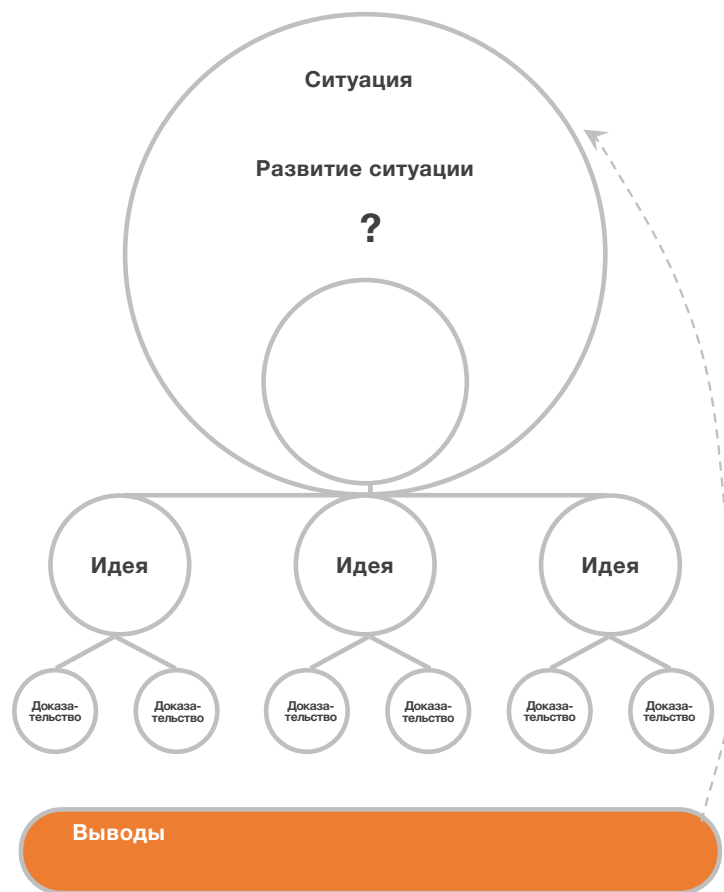 Ситуация
Развитие ситуации
?
Идея
Идея
Идея
Доказа-
тельство
Доказа-
тельство
Доказа-
тельство
Доказа-
тельство
Доказа-
тельство
Доказа-
тельство
Выводы